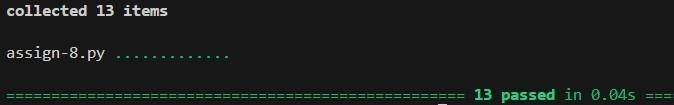 collected 13 items
assign-8.py .............
=================================================== 13 passed in 0.04s ====